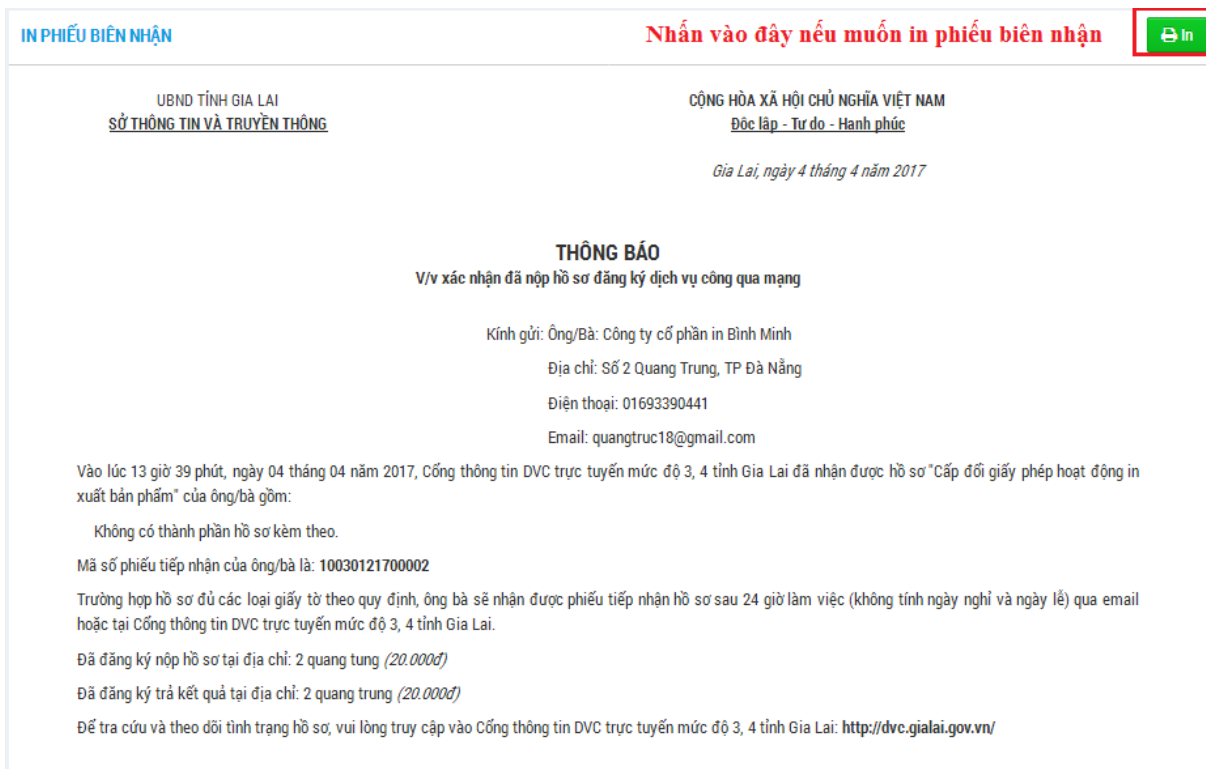 IN PHIẾU BIÊN NHẬN
Nhấn vào đây nếu muốn in phiếu biên nhận
In
UBND TỈNH GIA LAI
SỞ THÔNG TIN VÀ TRUYỀN THÔNG
CỘNG HÒA XÃ HỘI CHỦ NGHĨA VIỆT NAM
Độc lập - Tự do - Hạnh phúc
Gia Lai, ngày 4 tháng 4 năm 2017
THÔNG BÁO
V/v xác nhận đã nộp hồ sơ đăng ký dịch vụ công qua mạng
Kính gửi: Ông/Bà: Công ty cổ phần in Bình Minh
Địa chỉ: Số 2 Quang Trung, TP Đà Nẵng
Điện thoại: 01693390441
Email: quangtruc18@gmail.com
Vào lúc 13 giờ 39 phút, ngày 04 tháng 04 năm 2017, Cổng thông tin DVC trực tuyến mức độ 3, 4 tỉnh Gia Lai đã nhận được hồ sơ "Cấp đổi giấy phép hoạt động in
xuất bản phẩm" của ông/bà gồm:
Không có thành phần hồ sơ kèm theo.
Mã số phiếu tiếp nhận của ông/bà là: 10030121700002
Trường hợp hồ sơ đủ các loại giấy tờ theo quy định, ông bà sẽ nhận được phiếu tiếp nhận hồ sơ sau 24 giờ làm việc (không tính ngày nghỉ và ngày lễ) qua email
hoặc tại Cổng thông tin DVC trực tuyến mức độ 3, 4 tỉnh Gia Lai.
Đã đăng ký nộp hồ sơ tại địa chỉ: 2 quang tung (20.000đ)
Đã đăng ký trả kết quả tại địa chỉ: 2 quang trung (20.000đ)
Để tra cứu và theo dõi tình trạng hồ sơ, vui lòng truy cập vào Cổng thông tin DVC trực tuyến mức độ 3, 4 tỉnh Gia Lai: http://dvc.gialai.gov.vn/